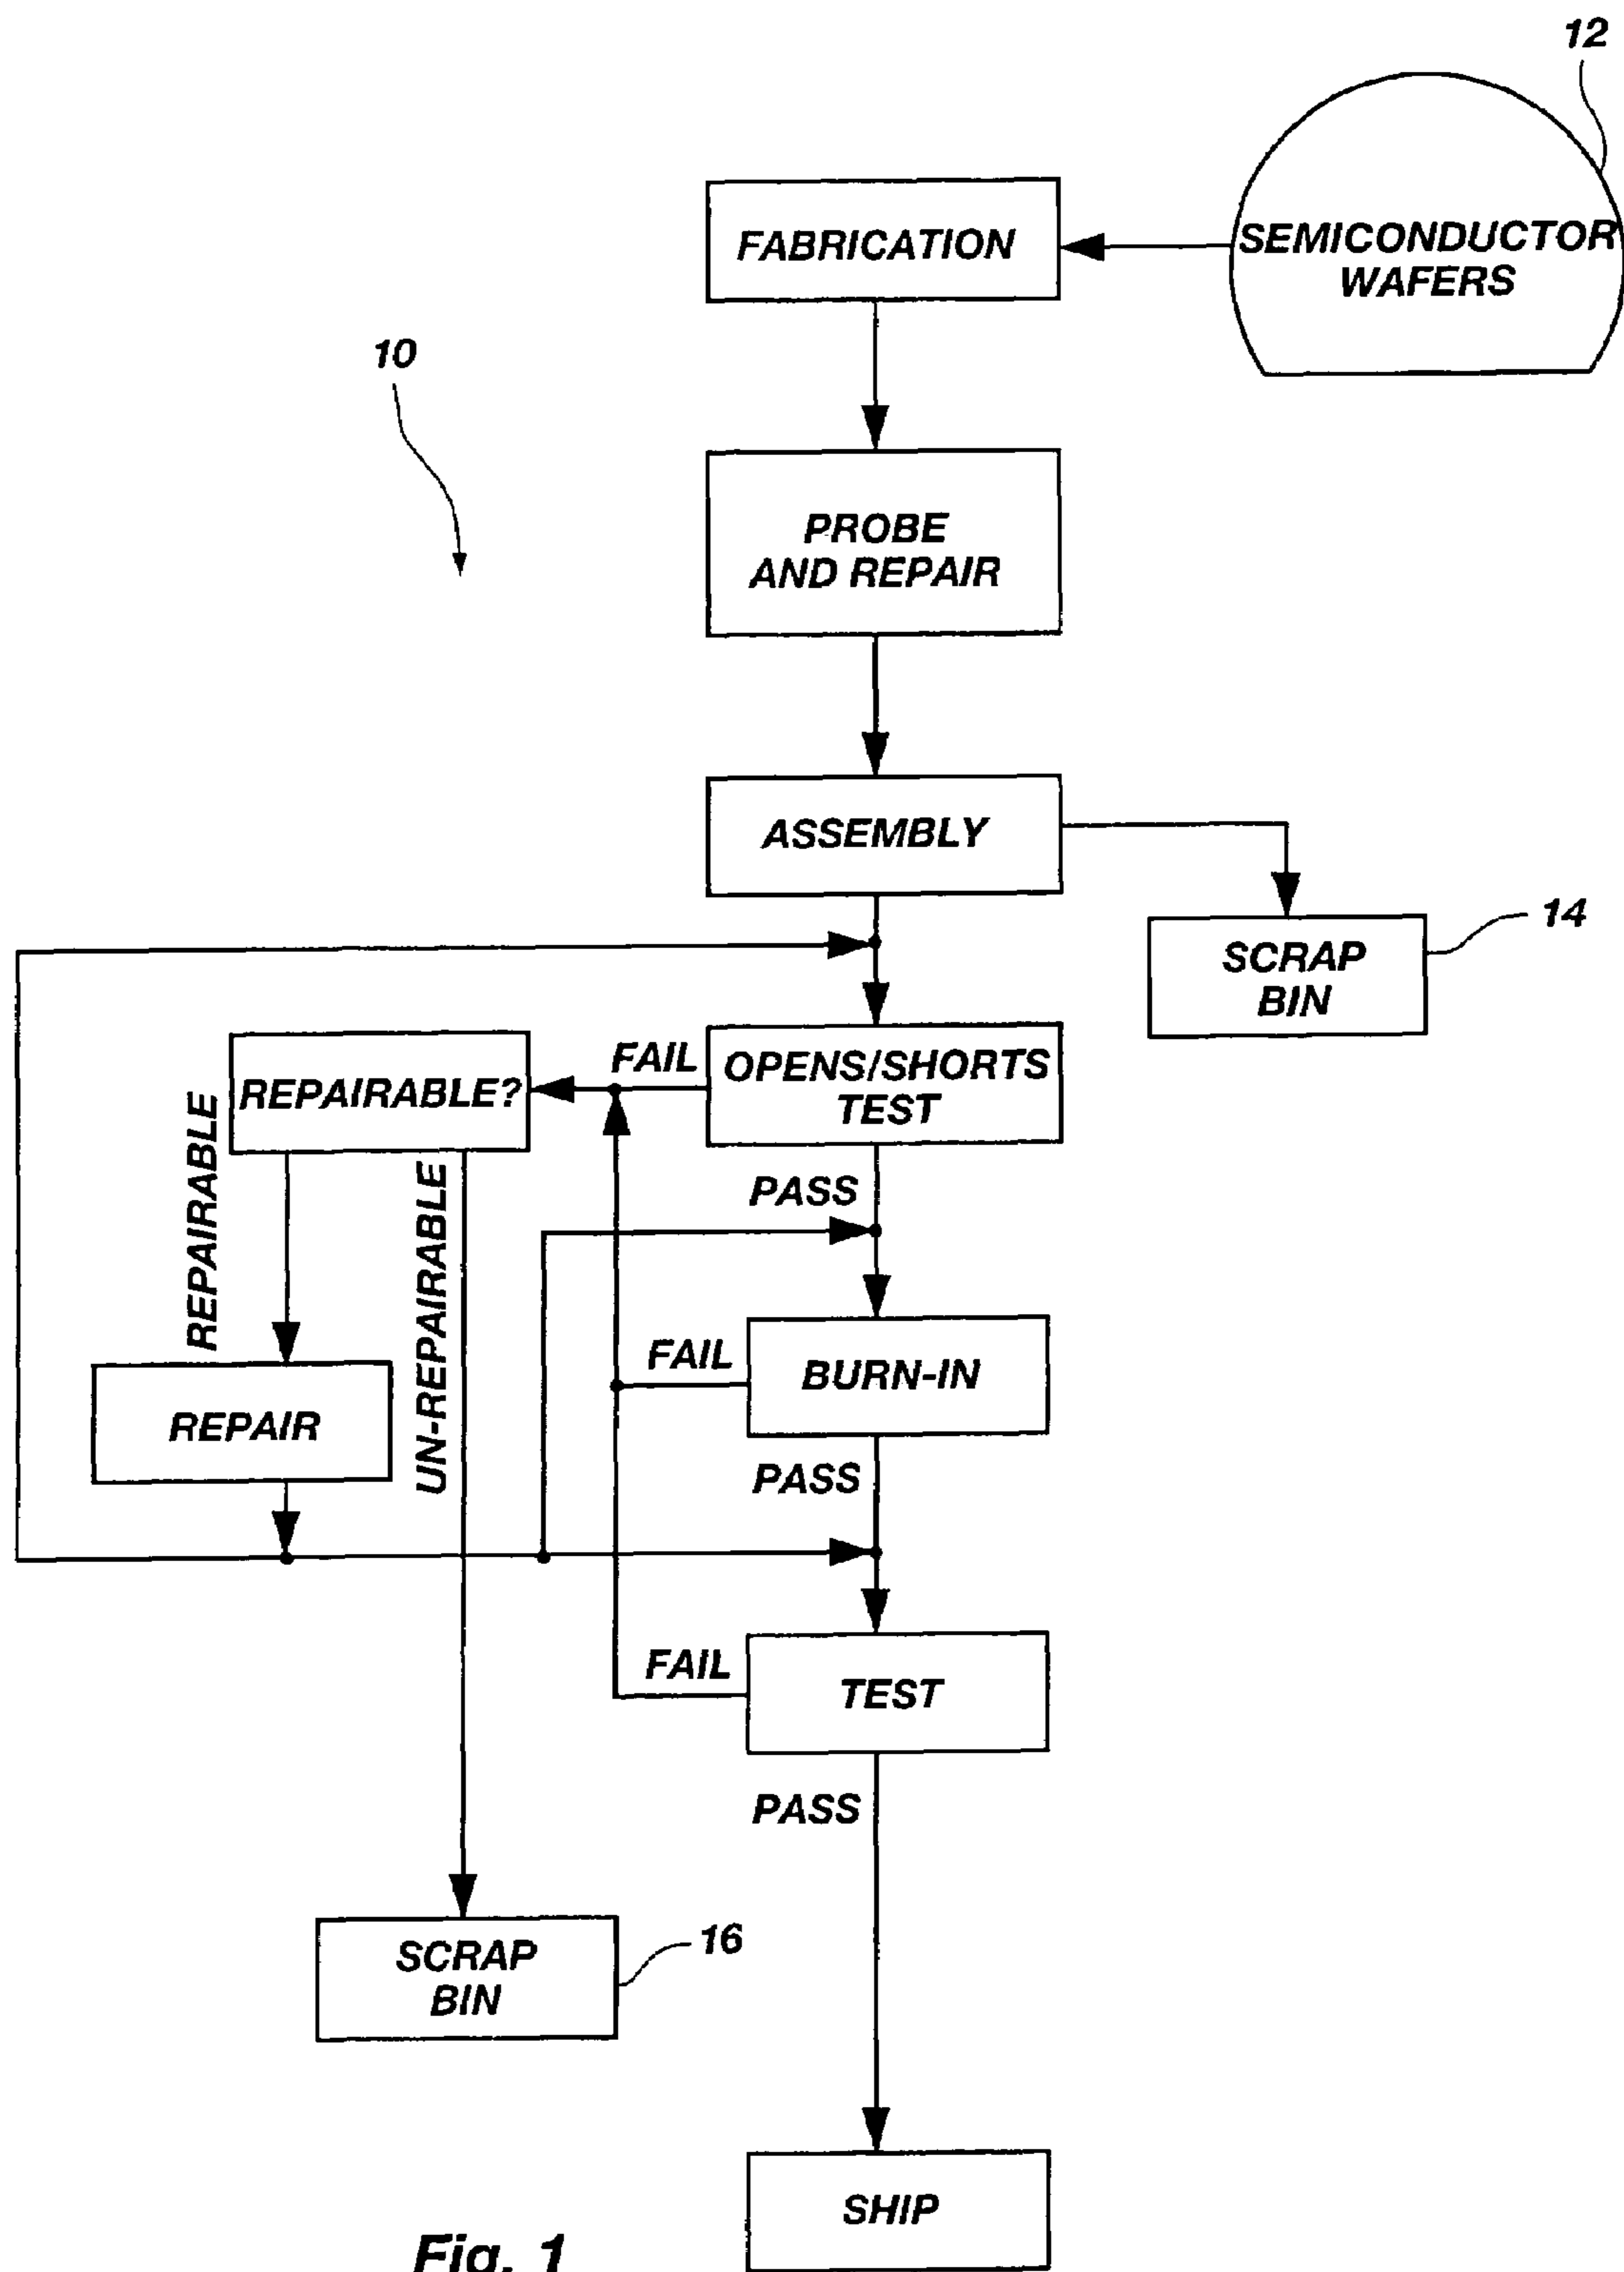 12
FABRICATION
SEMICONDUCTOR
WAFERS
10
PROBE
AND REPAIR
ASSEMBLY
14
SCRAP
BIN
FAIL
OPENS/SHORTS
TEST
REPAIRABLE?
REPAIRABLE
UN-REPAIRABLE
PASS
FAIL
BURN-IN
REPAIR
PASS
FAIL
TEST
PASS
16
SCRAP
BIN
SHIP
Fig. 1